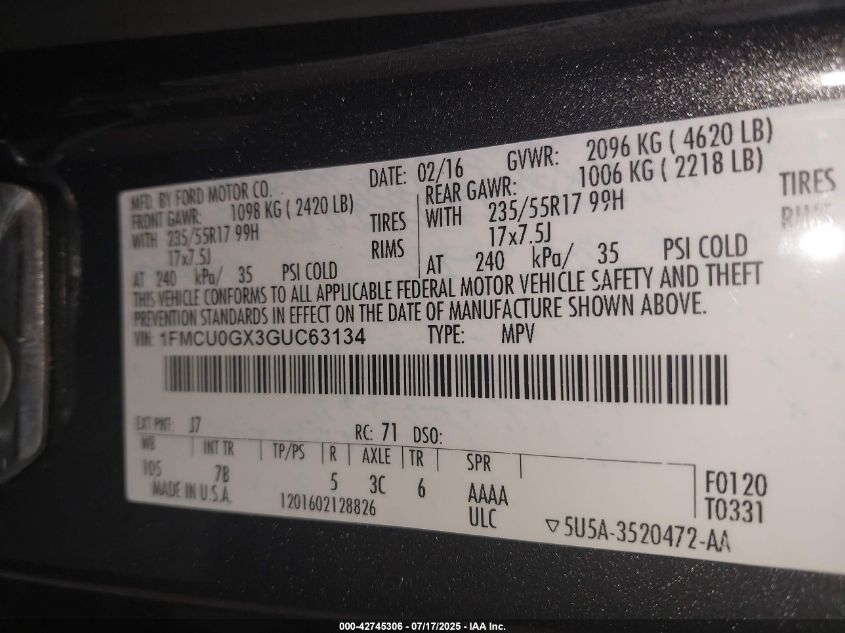 MFD. BY FORD MOTOR CO.
DATE: 02/16 GVWR: 2096 KG ( 4620 LB)
FRONT GAWR: 1098 KG ( 2420 LB)
REAR GAWR: 1006 KG ( 2218 LB)
WITH 235/55R17 99H TIRES
WITH 235/55R17 99H TIRES
17x7.5J RIMS
17x7.5J RIMS
AT 240 kPa/ 35 PSI COLD
AT 240 kPa/ 35 PSI COLD
THIS VEHICLE CONFORMS TO ALL APPLICABLE FEDERAL MOTOR VEHICLE SAFETY AND THEFT
PREVENTION STANDARDS IN EFFECT ON THE DATE OF MANUFACTURE SHOWN ABOVE.
VIN: 1FMCU0GX3GUC63134 TYPE: MPV
EXT PNT: J7 RC: 71 DSO:
WB INT TR TP/PS R AXLE TR SPR
105 7B 5 3C 6 AAAA F0120
MADE IN U.S.A. 1201602128826 ULC T0331
▽5U5A-3520472-AA
000-42745306 / 07/17/2025 - IAA Inc.